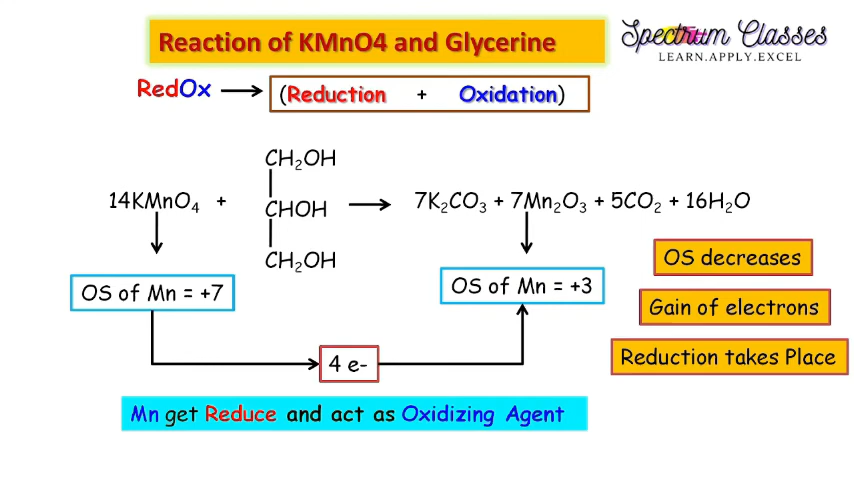 Reaction of KMnO4 and Glycerine
Spectrum Classes
LEARN.APPLY.EXCEL
RedOx
(Reduction + Oxidation)
CH₂OH
14KMnO₄ + CHOH 7K₂CO₃ + 7Mn₂O₃ + 5CO₂ + 16H₂O
CH₂OH
OS of Mn = +7
OS of Mn = +3
OS decreases
Gain of electrons
Reduction takes Place
4 e-
Mn get Reduce and act as Oxidizing Agent